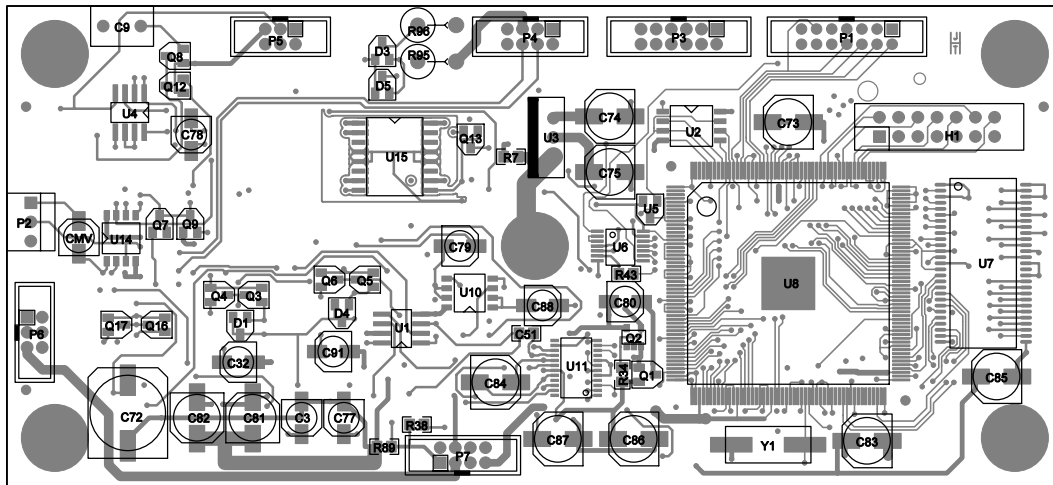 C9
P5
R96
P4
P3
P1
JT
Q8
D3
R95
Q12
D5
U4
C78
U15
Q13
R7
U3
C74
U2
C73
H1
C75
P2
CMV
U14
Q7
Q9
C79
U5
U6
R43
U8
U7
Q4
Q3
Q6
Q5
U10
C88
C80
P6
Q17
Q16
D1
D4
U1
C51
Q2
C32
C91
U11
R34
Q1
C84
C85
C72
C82
C81
C3
C77
R38
R89
P7
C87
C86
Y1
C83